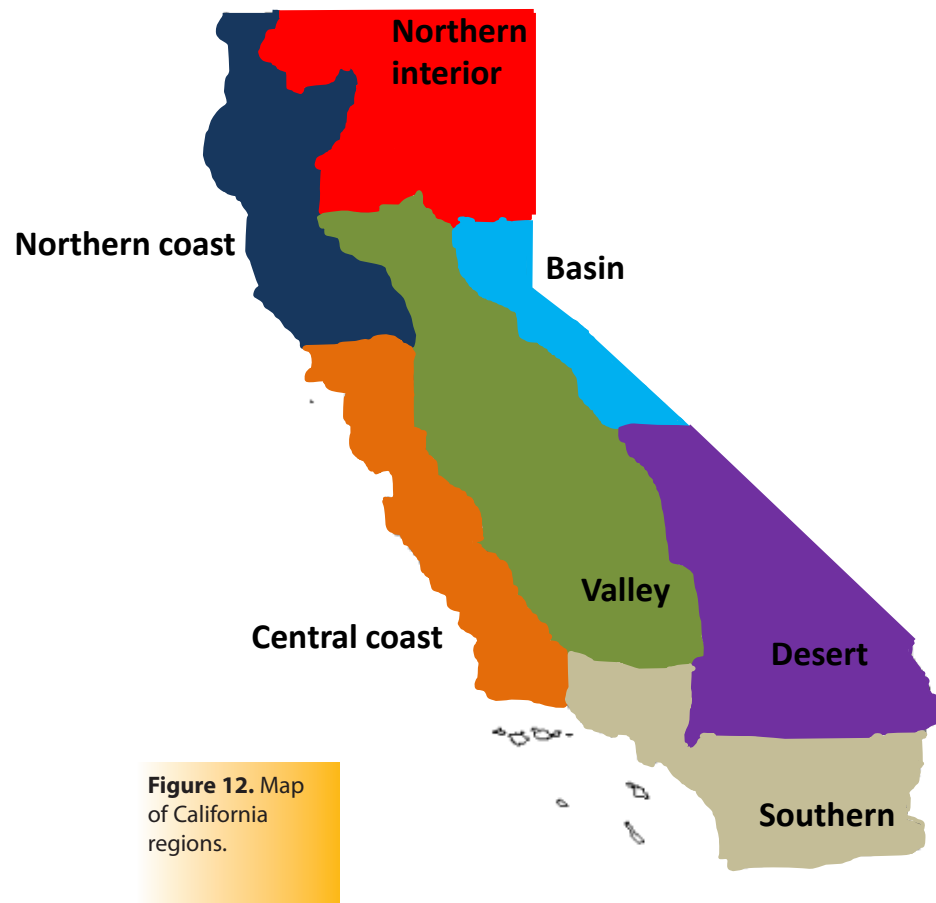 Northern
interior
Northern coast
Basin
Valley
Central coast
Desert
Southern
Figure 12. Map
of California
regions.